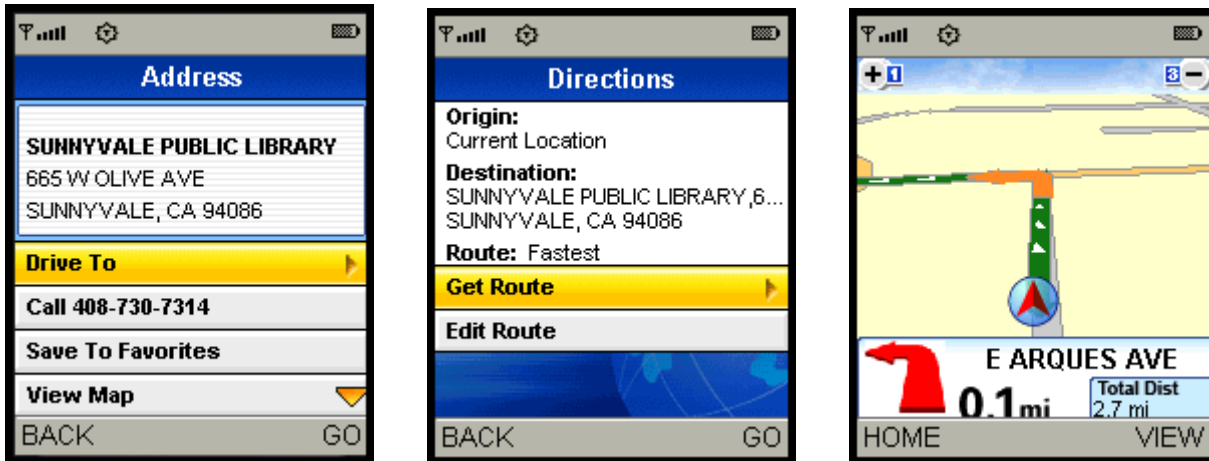 Address
SUNNYVALE PUBLIC LIBRARY
665 W OLIVE AVE
SUNNYVALE, CA 94086
Drive To
Call 408-730-7314
Save To Favorites
View Map
BACK GO
Directions
Origin:
Current Location
Destination:
SUNNYVALE PUBLIC LIBRARY,6...
SUNNYVALE, CA 94086
Route: Fastest
Get Route
Edit Route
BACK GO
1 3
E ARQUES AVE
0.1 mi
Total Dist
2.7 mi
HOME VIEW